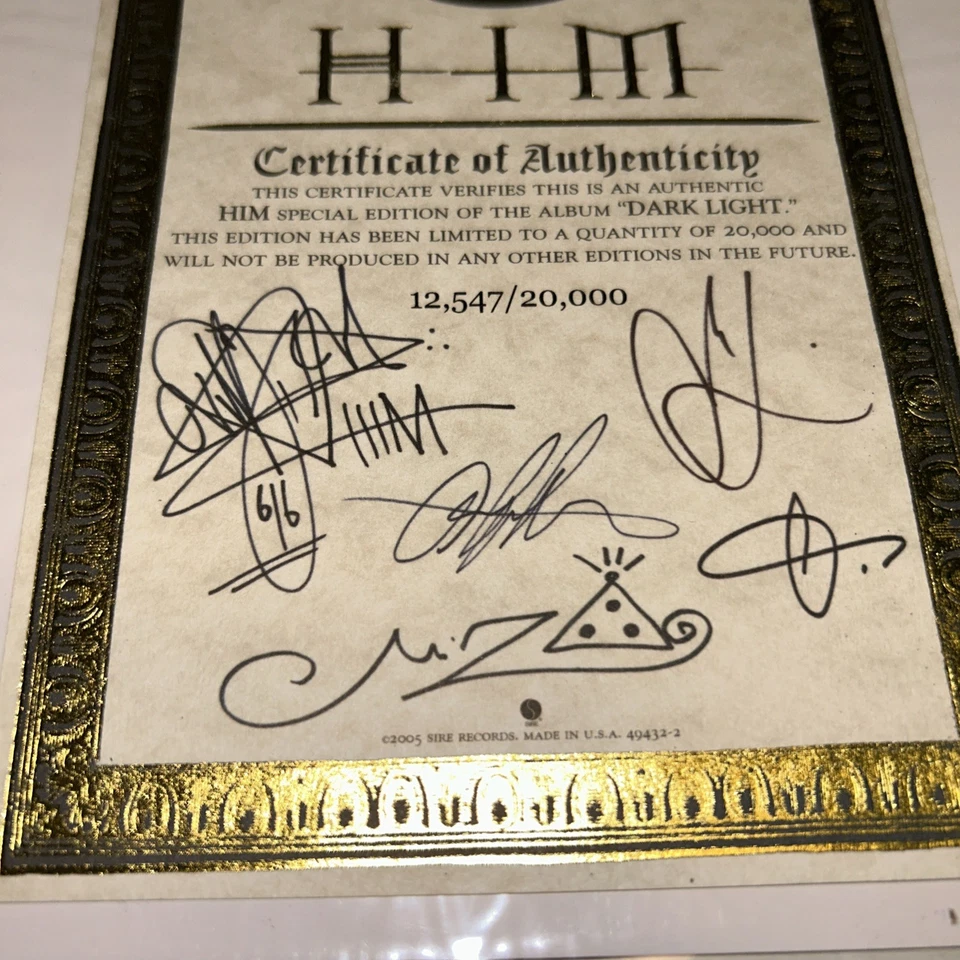 HIM
Certificate of Authenticity
THIS CERTIFICATE VERIFIES THIS IS AN AUTHENTIC
HIM SPECIAL EDITION OF THE ALBUM “DARK LIGHT.”
THIS EDITION HAS BEEN LIMITED TO A QUANTITY OF 20,000 AND
WILL NOT BE PRODUCED IN ANY OTHER EDITIONS IN THE FUTURE.
12,547/20,000
HIM
6/6
MiZ
SIRE
©2005 SIRE RECORDS. MADE IN U.S.A. 49432-2